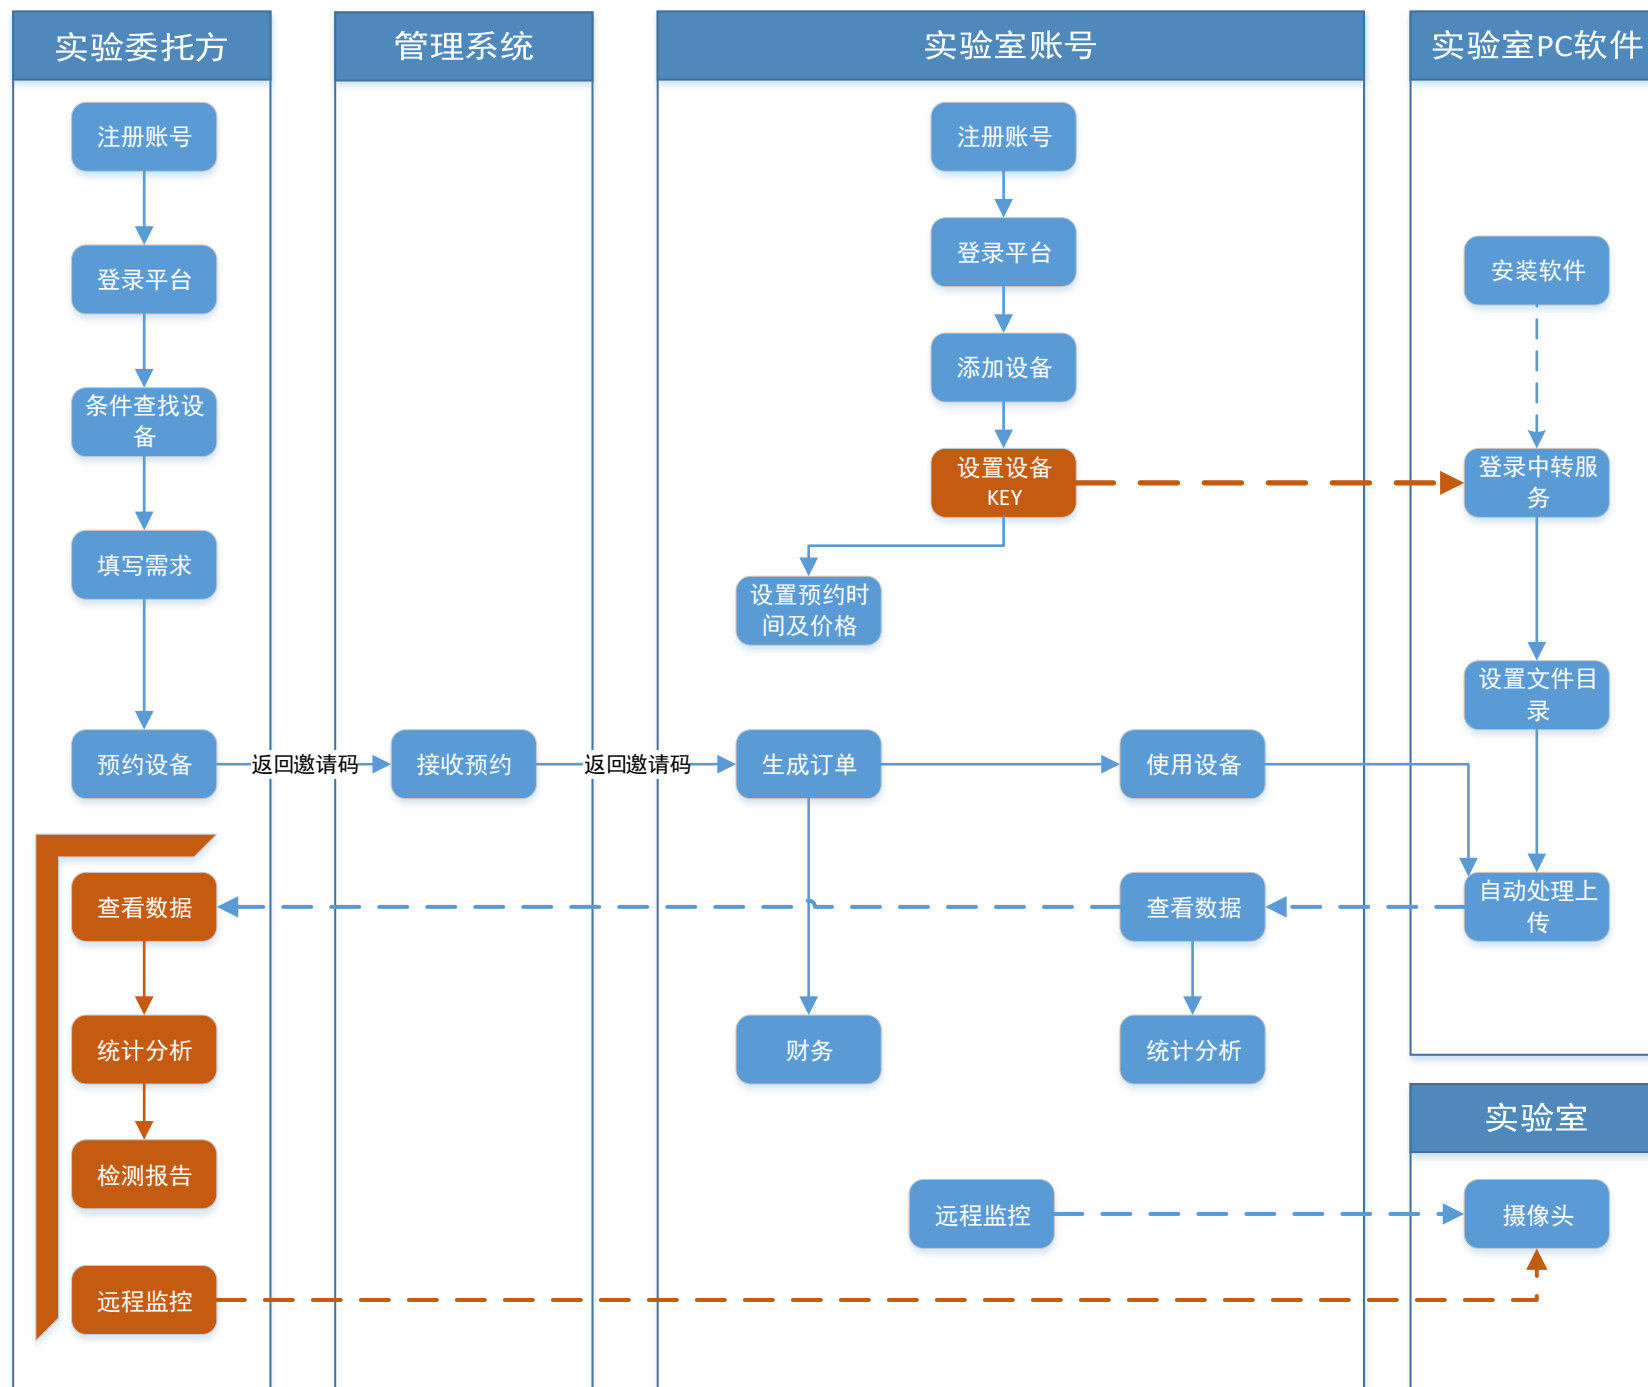 实验委托方
管理系统
实验室账号
实验室PC软件
注册账号
登录平台
条件查找设
备
填写需求
预约设备
返回邀请码
接收预约
返回邀请码
注册账号
登录平台
添加设备
设置设备
KEY
设置预约时
间及价格
生成订单
使用设备
安装软件
登录中转服
务
设置文件目
录
自动处理上
传
查看数据
查看数据
统计分析
财务
统计分析
检测报告
实验室
远程监控
摄像头
远程监控